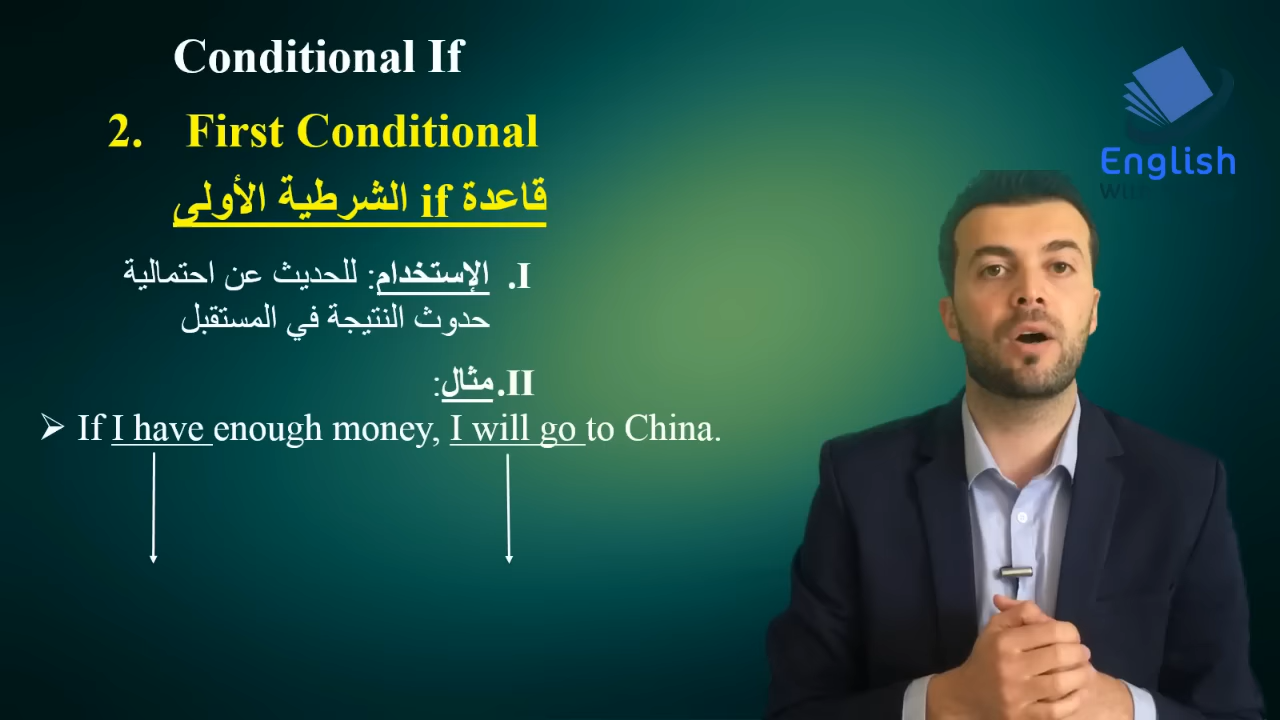 Conditional If
2. First Conditional
قاعدة if الشرطية الأولى
I. الإستخدام: للحديث عن احتمالية
حدوث النتيجة في المستقبل
II. مثال:
➢ If I have enough money, I will go to China.
English